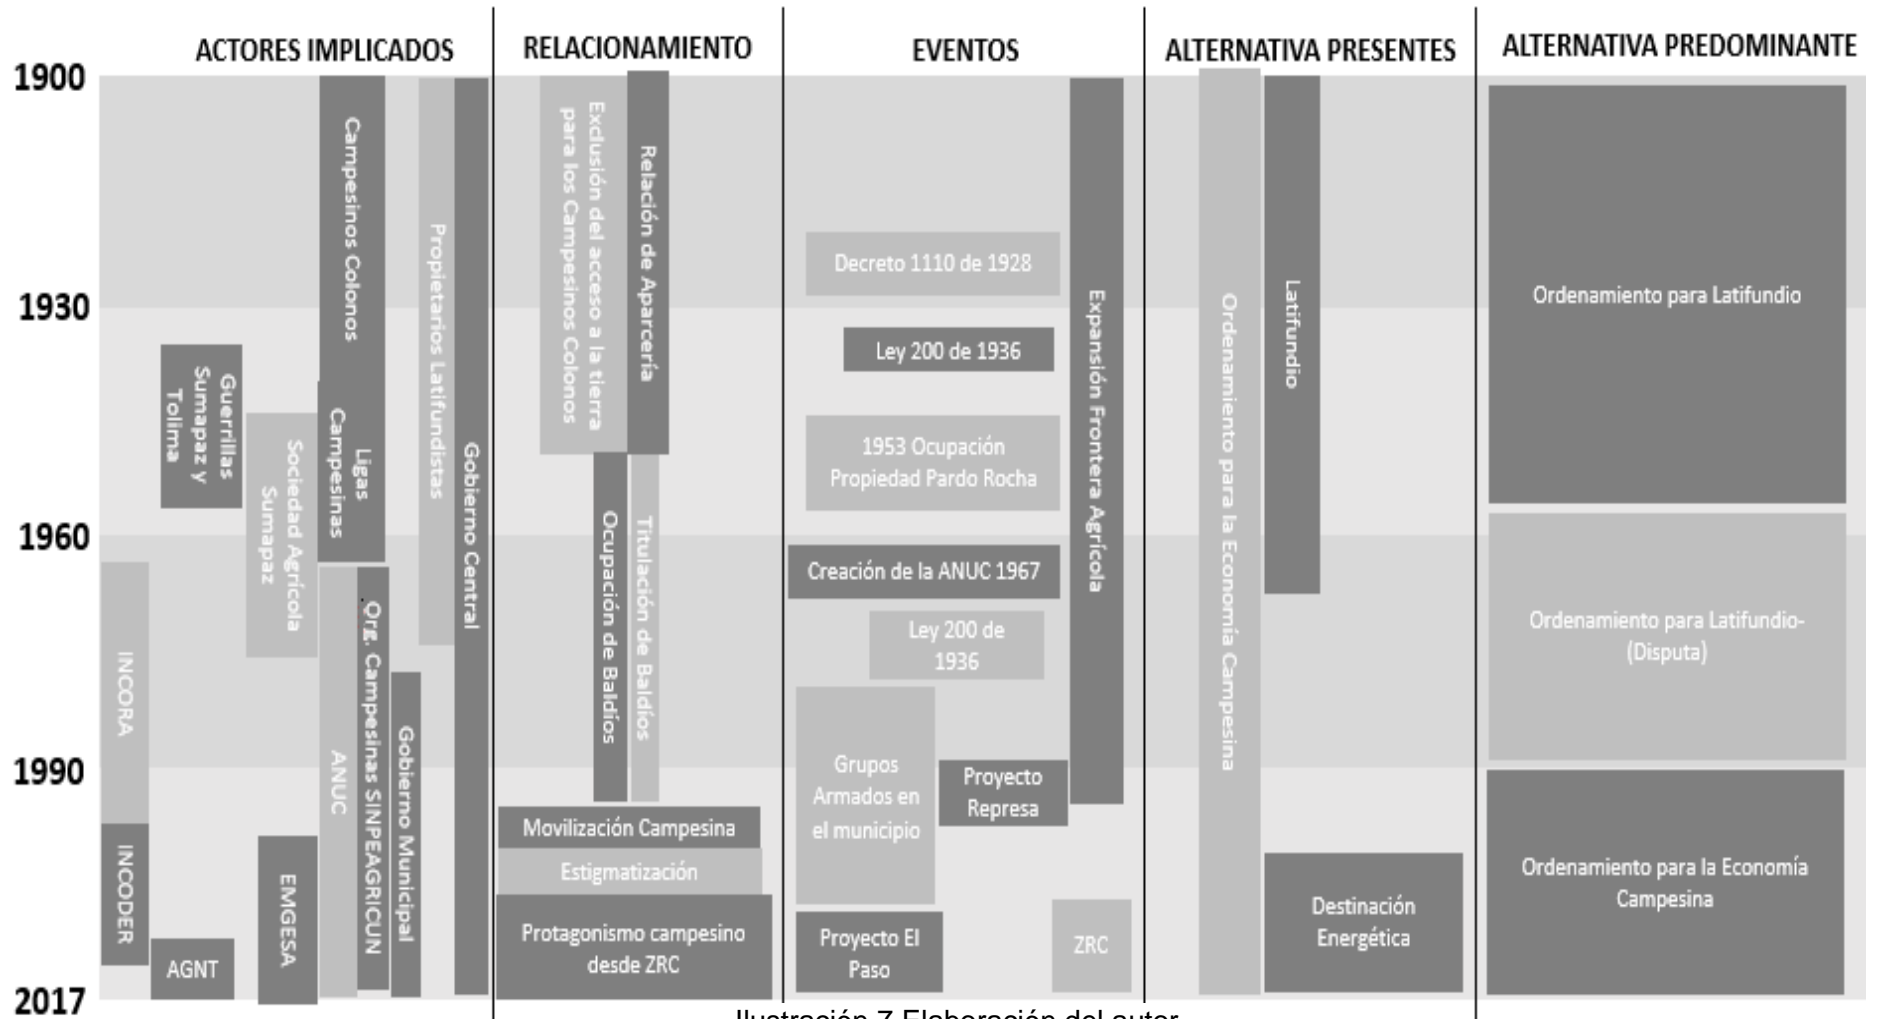 ACTORES IMPLICADOS
RELACIONAMIENTO
EVENTOS
ALTERNATIVA PRESENTES
ALTERNATIVA PREDOMINANTE
1900
1930
1960
1990
2017
INCORA
INCODER
AGNT
Guerrillas
Sumapaz y
Tolima
Sociedad Agrícola
Sumapaz
EMGESA
Campesinos Colonos
Ligas
Campesinas
ANUC
Org. Campesinas SINPEAGRICUN
Gobierno Municipal
Propietarios Latifundistas
Gobierno Central
Exclusión del acceso a la tierra
para los Campesinos Colonos
Relación de Aparcería
Ocupación de Baldíos
Titulación de Baldíos
Movilización Campesina
Estigmatización
Protagonismo campesino
desde ZRC
Decreto 1110 de 1928
Ley 200 de 1936
1953 Ocupación
Propiedad Pardo Rocha
Creación de la ANUC 1967
Ley 200 de
1936
Grupos
Armados en
el municipio
Proyecto
Represa
Proyecto El
Paso
ZRC
Expansión Frontera Agrícola
Ordenamiento para la Economía Campesina
Latifundio
Destinación
Energética
Ordenamiento para Latifundio
Ordenamiento para Latifundio-
(Disputa)
Ordenamiento para la Economía
Campesina
Ilustración 7 Elaboración del autor